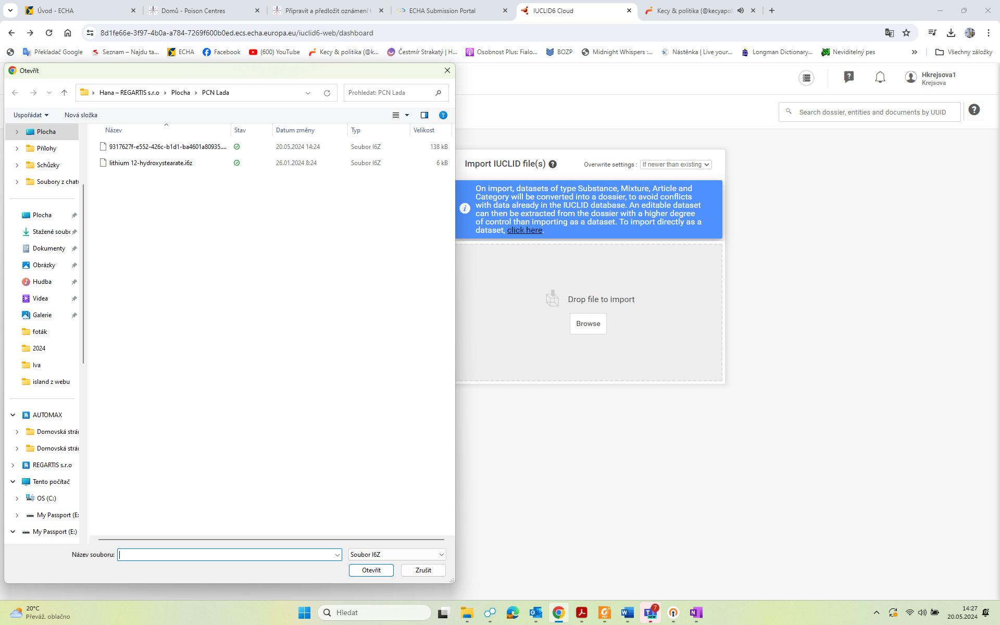 Úvod - ECHA
Domů - Poison Centres
Připravit a předložit oznámení t
ECHA Submission Portal
IUCLID6 Cloud
Kecy & politika (@kecyapol
8d1fe66e-3f97-4b0a-a784-7269f600b0ed.ecs.echa.europa.eu/iuclid6-web/dashboard
Překladač Google
Seznam – Najdu ta...
ECHA
Facebook
(600) YouTube
Kecy & politika (@k...
Čestmír Strakatý | H...
Osobnost Plus: Fialo...
BOZP
Midnight Whispers :...
Nástěnka | Live your...
Longman Dictionary...
Neviditelný pes
Všechny záložky
Otevřít
Hana – REGARTIS s.r.o > Plocha > PCN Lada
Prohledat: PCN Lada
Uspořádat
Nová složka
Název
Stav
Datum změny
Typ
Velikost
9317627f-e552-426c-b1d1-ba4601a80935....
20.05.2024 14:24
Soubor I6Z
138 kB
lithium 12-hydroxystearate.i6z
26.01.2024 8:24
Soubor I6Z
6 kB
Plocha
Přílohy
Schůzky
Soubory z chatu
Plocha
Stažené soubo
Dokumenty
Obrázky
Hudba
Videa
Galerie
foták
2024
Iva
island z webu
AUTOMAX
Domovská strán
Domovská strán
REGARTIS s.r.o
Tento počítač
OS (C:)
My Passport (E:
My Passport (E:)
Název souboru:
Soubor I6Z
Otevřít
Zrušit
Hkrejsova1
Krejsova
Search dossier, entities and documents by UUID
Import IUCLID file(s)
Overwrite settings :
If newer than existing
On import, datasets of type Substance, Mixture, Article and
Category will be converted into a dossier, to avoid conflicts
with data already in the IUCLID database. An editable dataset
can then be extracted from the dossier with a higher degree
of control than importing as a dataset. To import directly as a
dataset, click here.
Drop file to import
Browse
20°C
Převáž. oblačno
Hledat
7
NEW
14:27
20.05.2024